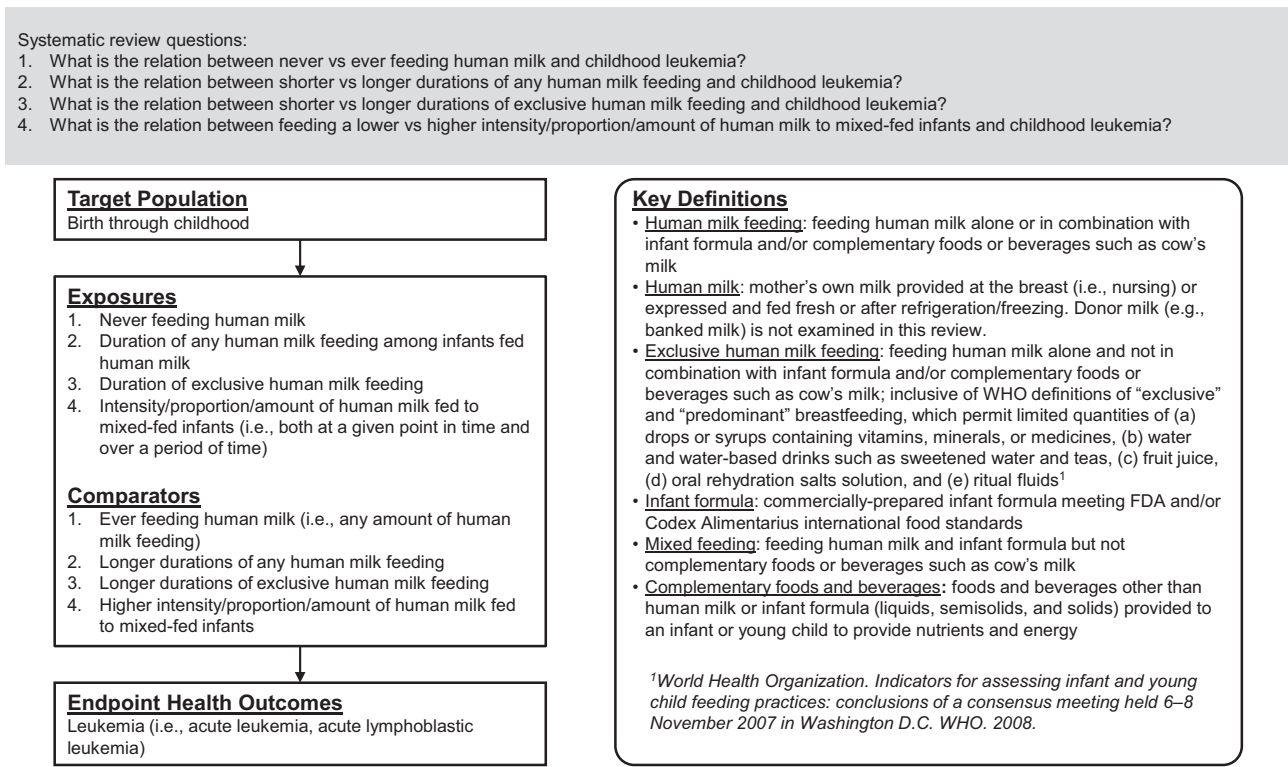 Systematic review questions:
1. What is the relation between never vs ever feeding human milk and childhood leukemia?
2. What is the relation between shorter vs longer durations of any human milk feeding and childhood leukemia?
3. What is the relation between shorter vs longer durations of exclusive human milk feeding and childhood leukemia?
4. What is the relation between feeding a lower vs higher intensity/proportion/amount of human milk to mixed-fed infants and childhood leukemia?
Target Population
Birth through childhood
Exposures
1. Never feeding human milk
2. Duration of any human milk feeding among infants fed
human milk
3. Duration of exclusive human milk feeding
4. Intensity/proportion/amount of human milk fed to
mixed-fed infants (i.e., both at a given point in time and
over a period of time)
Comparators
1. Ever feeding human milk (i.e., any amount of human
milk feeding)
2. Longer durations of any human milk feeding
3. Longer durations of exclusive human milk feeding
4. Higher intensity/proportion/amount of human milk fed
to mixed-fed infants
Endpoint Health Outcomes
Leukemia (i.e., acute leukemia, acute lymphoblastic
leukemia)
Key Definitions
• Human milk feeding: feeding human milk alone or in combination with
infant formula and/or complementary foods or beverages such as cow's
milk
• Human milk: mother's own milk provided at the breast (i.e., nursing) or
expressed and fed fresh or after refrigeration/freezing. Donor milk (e.g.,
banked milk) is not examined in this review.
• Exclusive human milk feeding: feeding human milk alone and not in
combination with infant formula and/or complementary foods or
beverages such as cow's milk; inclusive of WHO definitions of "exclusive"
and "predominant" breastfeeding, which permit limited quantities of (a)
drops or syrups containing vitamins, minerals, or medicines, (b) water
and water-based drinks such as sweetened water and teas, (c) fruit juice,
(d) oral rehydration salts solution, and (e) ritual fluids¹
• Infant formula: commercially-prepared infant formula meeting FDA and/or
Codex Alimentarius international food standards
• Mixed feeding: feeding human milk and infant formula but not
complementary foods or beverages such as cow's milk
• Complementary foods and beverages: foods and beverages other than
human milk or infant formula (liquids, semisolids, and solids) provided to
an infant or young child to provide nutrients and energy
¹World Health Organization. Indicators for assessing infant and young
child feeding practices: conclusions of a consensus meeting held 6–8
November 2007 in Washington D.C. WHO. 2008.